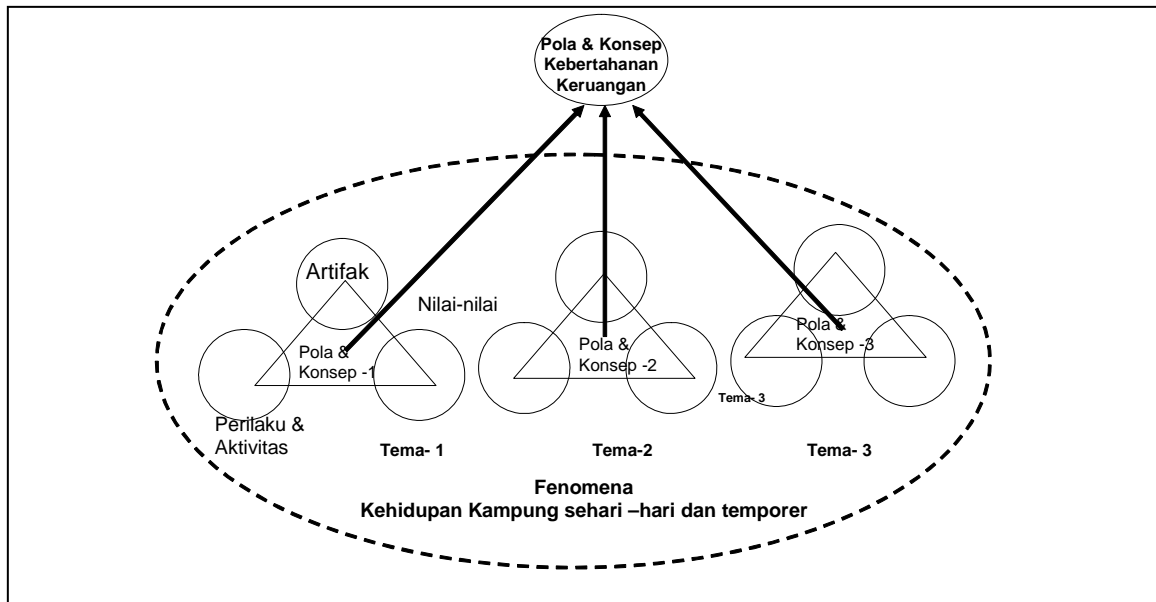 Pola & Konsep
Kebertahanan
Keruangan
Artifak
Nilai-nilai
Pola &
Konsep -1
Perilaku &
Aktivitas
Tema- 1
Pola &
Konsep -2
Tema-2
Pola &
Konsep -3
Tema- 3
Tema- 3
Fenomena
Kehidupan Kampung sehari –hari dan temporer